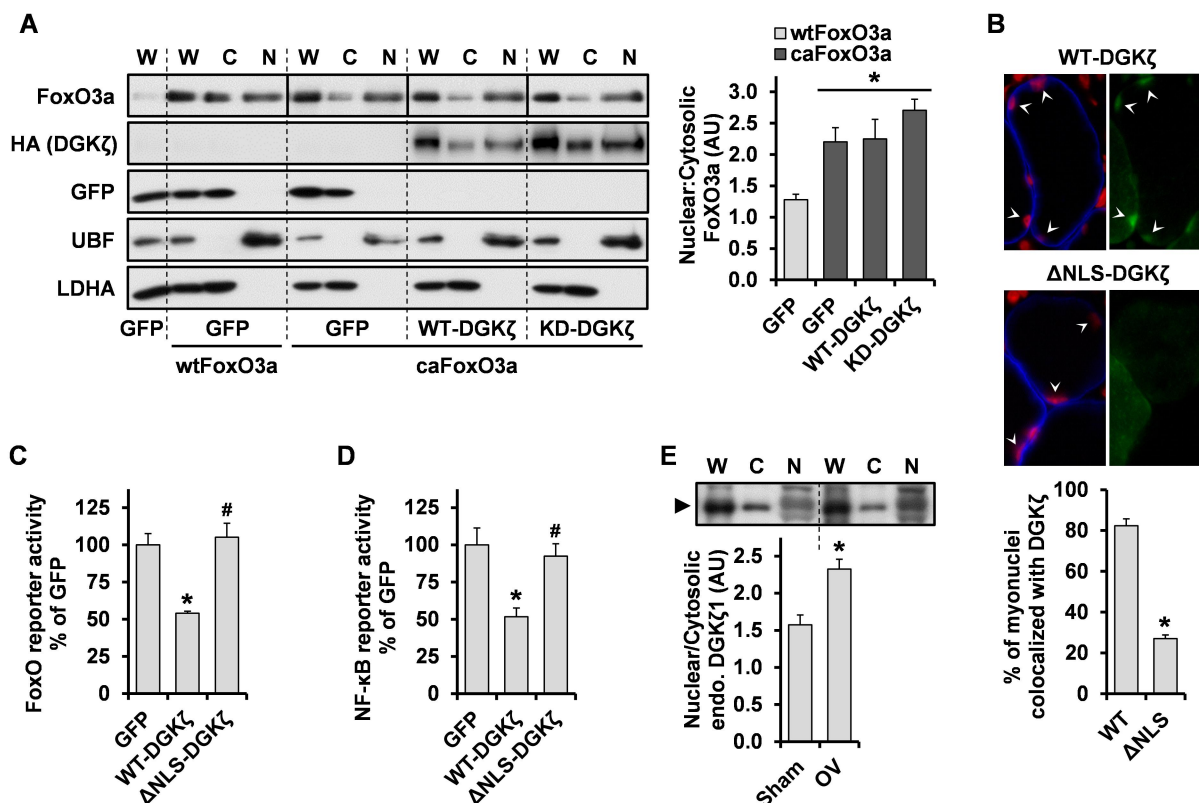 A
W W C N W C N W C N W C N
FoxO3a
HA (DGKζ)
GFP
UBF
LDHA
GFP GFP GFP WT-DGKζ KD-DGKζ
wtFoxO3a caFoxO3a
wtFoxO3a
caFoxO3a
*
Nuclear:Cytosolic
FoXO3a (AU)
3.0
2.5
2.0
1.5
1.0
0.5
0.0
GFP GFP WT-DGKζ KD-DGKζ
B
WT-DGKζ
ΔNLS-DGKζ
% of myonuclei
colocalized with DGKζ
100
80
60
40
20
0
*
WT ΔNLS
C
FoxO reporter activity
% of GFP
125
100
75
50
25
0
* #
GFP WT-DGKζ ΔNLS-DGKζ
D
NF-κB reporter activity
% of GFP
125
100
75
50
25
0
* #
GFP WT-DGKζ ΔNLS-DGKζ
E
W C N W C N
Nuclear/Cytosolic
endo. DGKζ1 (AU)
2.5
2.0
1.5
1.0
0.5
0.0
*
Sham OV